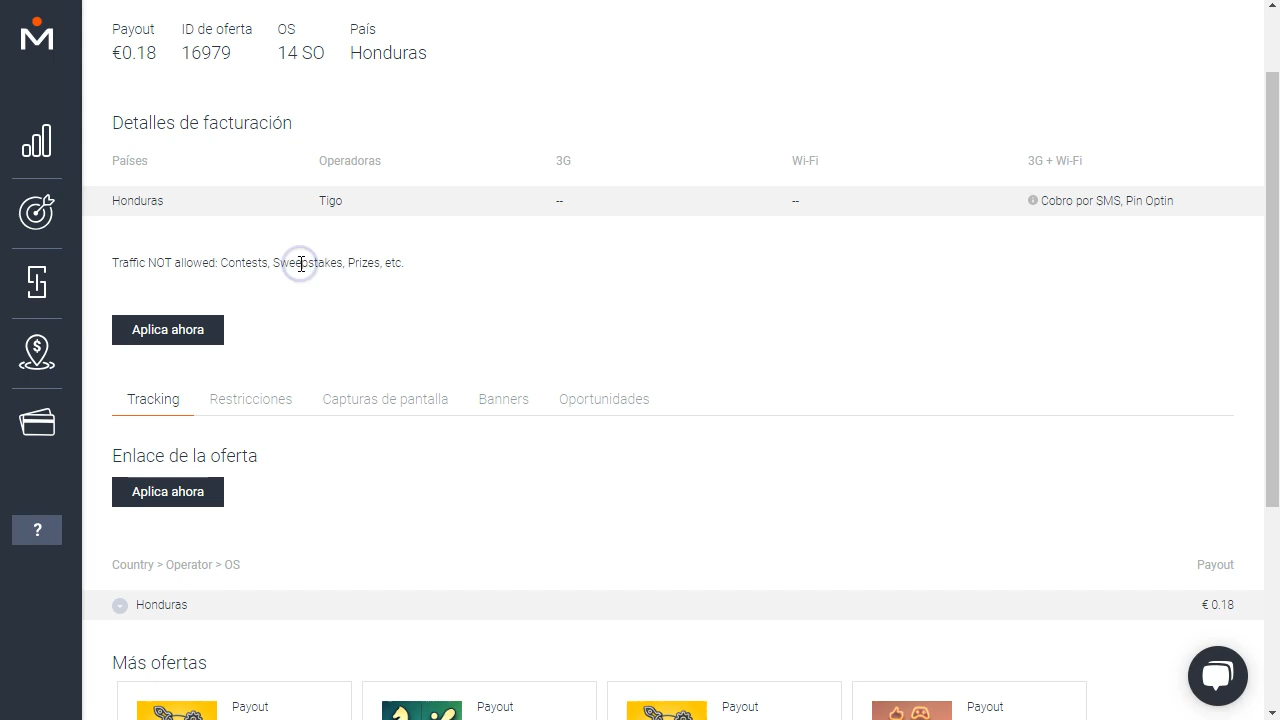 Payout ID de oferta OS País
€0.18 16979 14 SO Honduras
Detalles de facturación
Países Operadoras 3G Wi-Fi 3G + Wi-Fi
Honduras Tigo -- -- Cobro por SMS, Pin Optin
Traffic NOT allowed: Contests, Sweepstakes, Prizes, etc.
Aplica ahora
Tracking Restricciones Capturas de pantalla Banners Oportunidades
Enlace de la oferta
Aplica ahora
?
Country > Operator > OS Payout
Honduras € 0.18
Más ofertas
Payout Payout Payout Payout